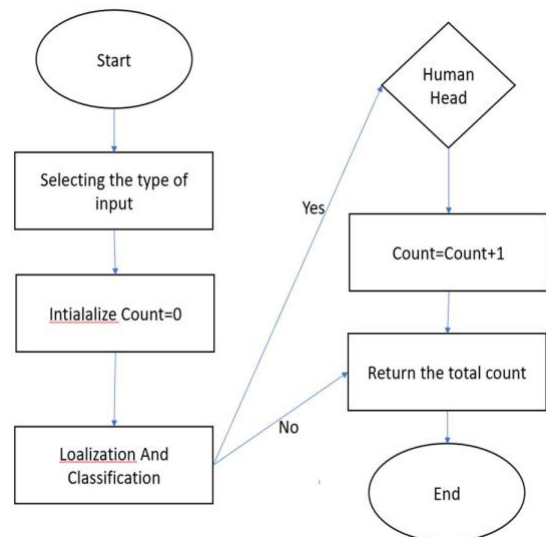 Start
Selecting the type of
input
Intialalize Count=0
Loalization And
Classification
Yes
No
Human
Head
Count=Count+1
Return the total count
End